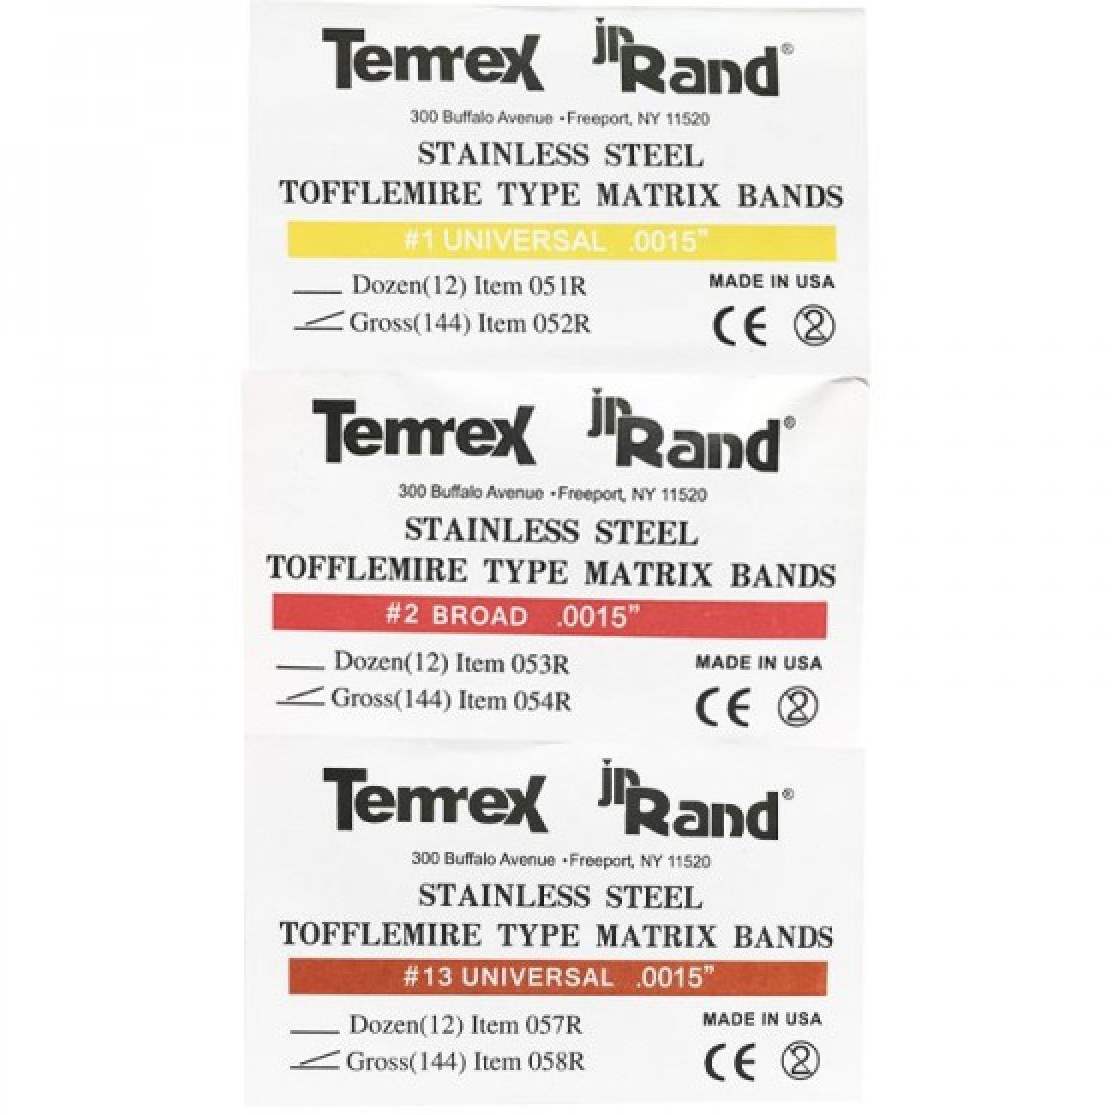 Temrex jp Rand®
300 Buffalo Avenue •Freeport, NY 11520
STAINLESS STEEL
TOFFLEMIRE TYPE MATRIX BANDS
#1 UNIVERSAL .0015”
Dozen(12) Item 051R
MADE IN USA
Gross(144) Item 052R
CE 2
Temrex jp Rand®
300 Buffalo Avenue •Freeport, NY 11520
STAINLESS STEEL
TOFFLEMIRE TYPE MATRIX BANDS
#2 BROAD .0015”
Dozen(12) Item 053R
MADE IN USA
Gross(144) Item 054R
CE 2
Temrex jp Rand®
300 Buffalo Avenue •Freeport, NY 11520
STAINLESS STEEL
TOFFLEMIRE TYPE MATRIX BANDS
#13 UNIVERSAL .0015”
Dozen(12) Item 057R
MADE IN USA
Gross(144) Item 058R
CE 2